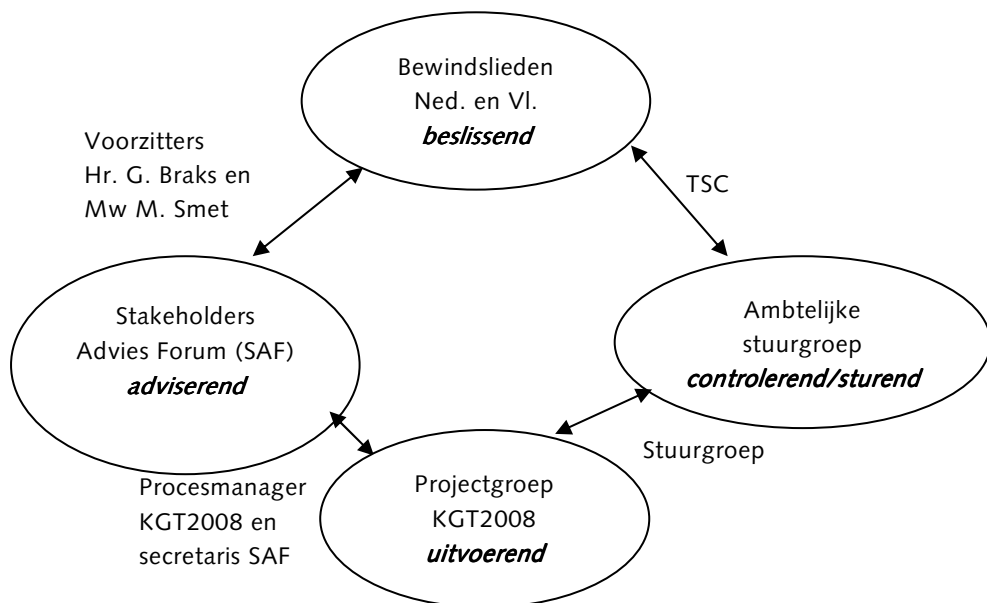 Bewindslieden
Ned. en Vl.
beslissend
Voorzitters
Hr. G. Braks en
Mw M. Smet
TSC
Stakeholders
Advies Forum (SAF)
adviserend
Ambtelijke
stuurgroep
controlerend/sturend
Stuurgroep
Procesmanager
KGT2008 en
secretaris SAF
Projectgroep
KGT2008
uitvoerend